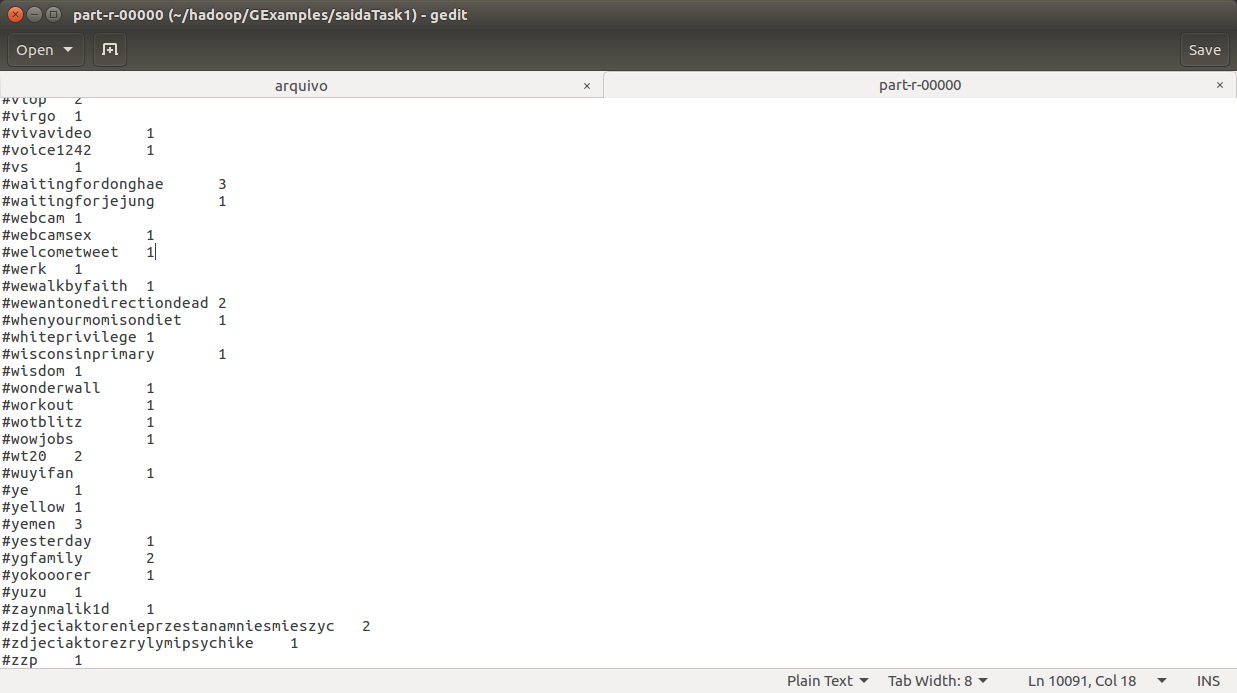 part-r-00000 (~/hadoop/GExamples/saidaTask1) - gedit
Open Save
arquivo × part-r-00000 ×
#vtop 2
#virgo 1
#vivavideo 1
#voice1242 1
#vs 1
#waitingfordonghae 3
#waitingforjejung 1
#webcam 1
#webcamsex 1
#welcometweet 1
#werk 1
#wewalkbyfaith 1
#wewantonedirectiondead 2
#whenyourmomisondiet 1
#whiteprivilege 1
#wisconsinprimary 1
#wisdom 1
#wonderwall 1
#workout 1
#wotblitz 1
#wowjobs 1
#wt20 2
#wuyifan 1
#ye 1
#yellow 1
#yemen 3
#yesterday 1
#ygfamily 2
#yokooorer 1
#yuzu 1
#zaynmalik1d 1
#zdjeciaktorenieprzestanamniesmieszyc 2
#zdjeciaktorezrylymipsychike 1
#zzp 1
Plain Text Tab Width: 8 Ln 10091, Col 18 INS